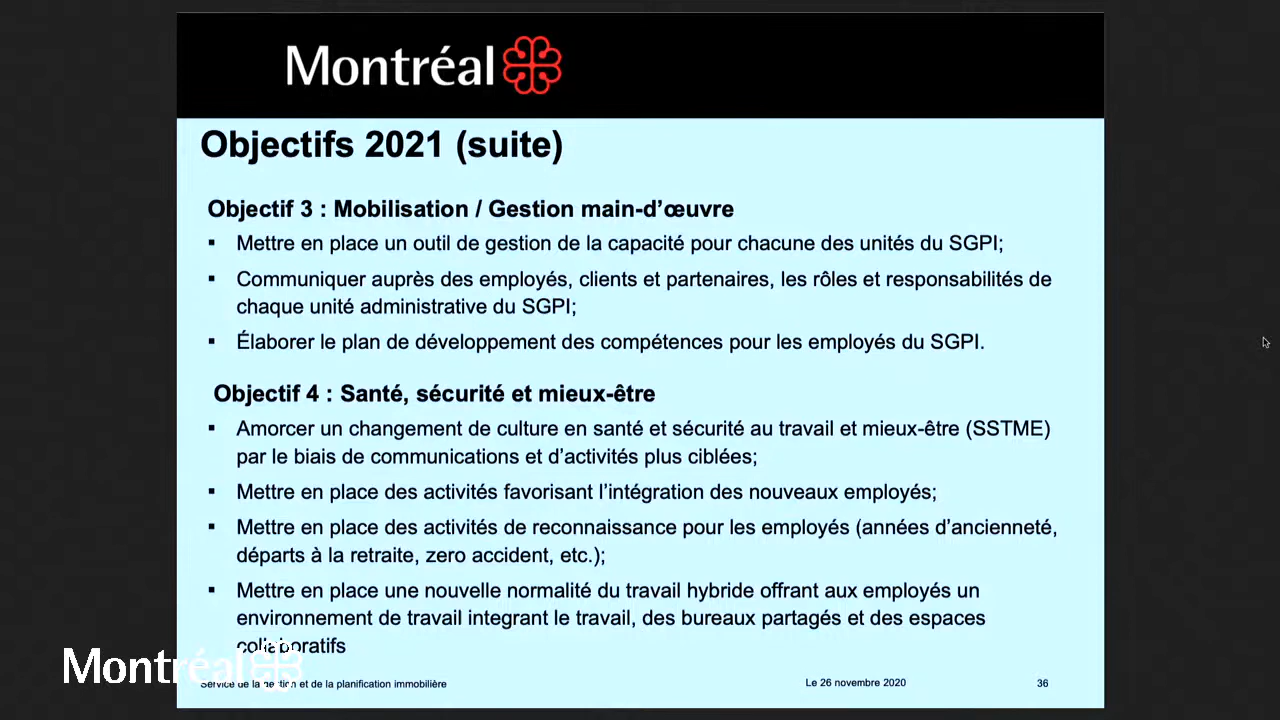 Montréal
Objectifs 2021 (suite)
Objectif 3 : Mobilisation / Gestion main-d’œuvre
▪ Mettre en place un outil de gestion de la capacité pour chacune des unités du SGPI;
▪ Communiquer auprès des employés, clients et partenaires, les rôles et responsabilités de
chaque unité administrative du SGPI;
▪ Élaborer le plan de développement des compétences pour les employés du SGPI.
Objectif 4 : Santé, sécurité et mieux-être
▪ Amorcer un changement de culture en santé et sécurité au travail et mieux-être (SSTME)
par le biais de communications et d’activités plus ciblées;
▪ Mettre en place des activités favorisant l’intégration des nouveaux employés;
▪ Mettre en place des activités de reconnaissance pour les employés (années d’ancienneté,
départs à la retraite, zero accident, etc.);
▪ Mettre en place une nouvelle normalité du travail hybride offrant aux employés un
environnement de travail integrant le travail, des bureaux partagés et des espaces
collaboratifs
Montréal
Service de la gestion et de la planification immobilière
Le 26 novembre 2020
36